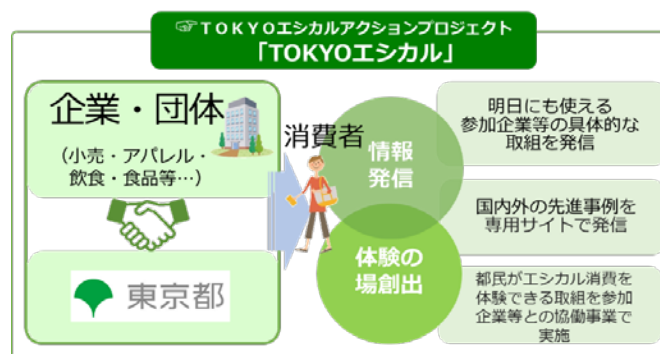 ☞TOKYOエシカルアクションプロジェクト
「TOKYOエシカル」
企業・団体
(小売・アパレル・
飲食・食品等…)
東京都
消費者
情報
発信
体験の
場創出
明日にも使える
参加企業等の具体的な
取組を発信
国内外の先進事例を
専用サイトで発信
都民がエシカル消費を
体験できる取組を参加
企業等との協働事業で
実施